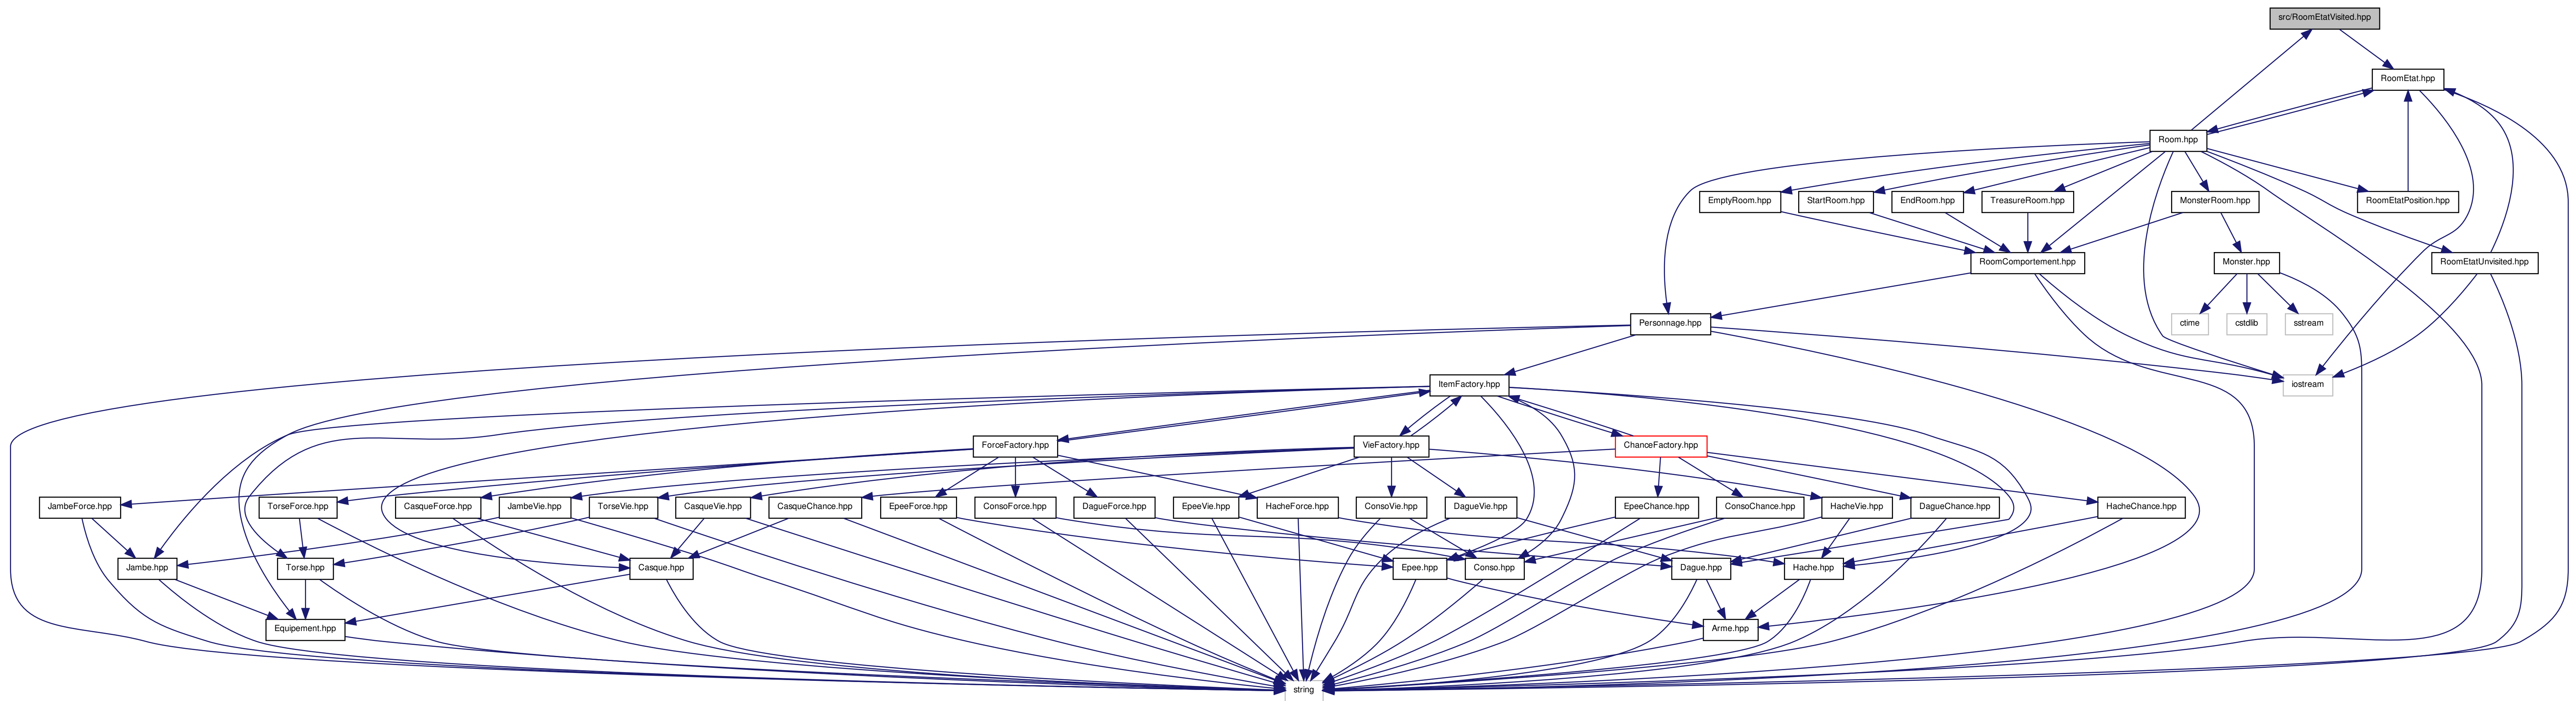 src/RoomEtatVisited.hpp
RoomEtat.hpp
Room.hpp
EmptyRoom.hpp
StartRoom.hpp
EndRoom.hpp
TreasureRoom.hpp
MonsterRoom.hpp
RoomEtatPosition.hpp
RoomComportement.hpp
Monster.hpp
RoomEtatUnvisited.hpp
Personnage.hpp
ctime
cstdlib
sstream
ItemFactory.hpp
iostream
ForceFactory.hpp
VieFactory.hpp
ChanceFactory.hpp
JambeForce.hpp
TorseForce.hpp
CasqueForce.hpp
JambeVie.hpp
TorseVie.hpp
CasqueVie.hpp
CasqueChance.hpp
EpeeForce.hpp
ConsoForce.hpp
DagueForce.hpp
EpeeVie.hpp
HacheForce.hpp
ConsoVie.hpp
DagueVie.hpp
EpeeChance.hpp
ConsoChance.hpp
HacheVie.hpp
DagueChance.hpp
HacheChance.hpp
Jambe.hpp
Torse.hpp
Casque.hpp
Epee.hpp
Conso.hpp
Dague.hpp
Hache.hpp
Equipement.hpp
Arme.hpp
string